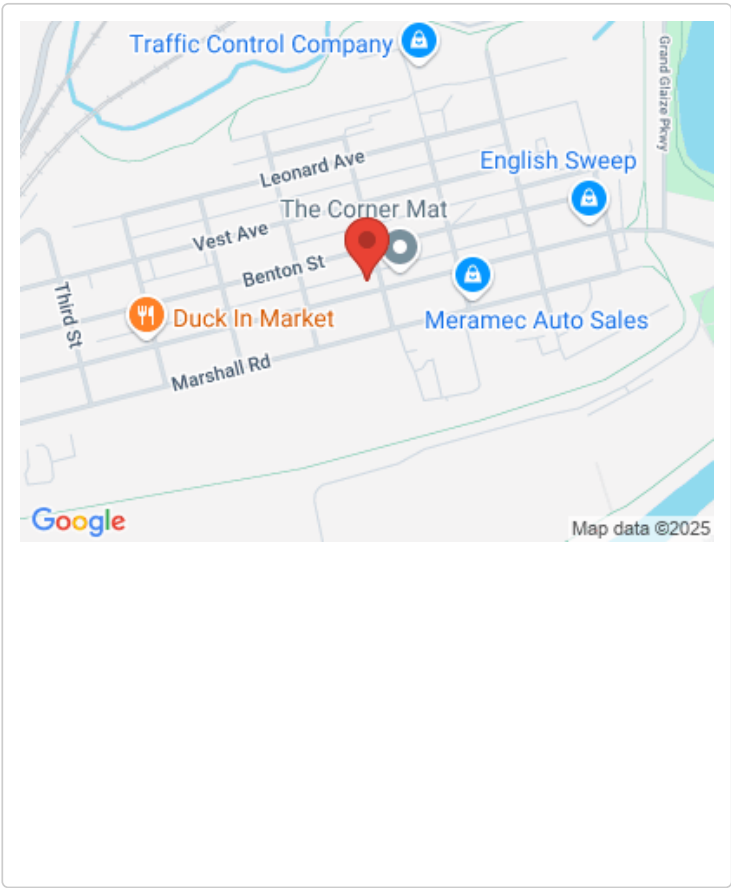 Traffic Control Company
Grand Glaize Pkwy
Leonard Ave
English Sweep
The Corner Mat
Vest Ave
Benton St
Third St
Duck In Market
Meramec Auto Sales
Marshall Rd
Google
Map data ©2025